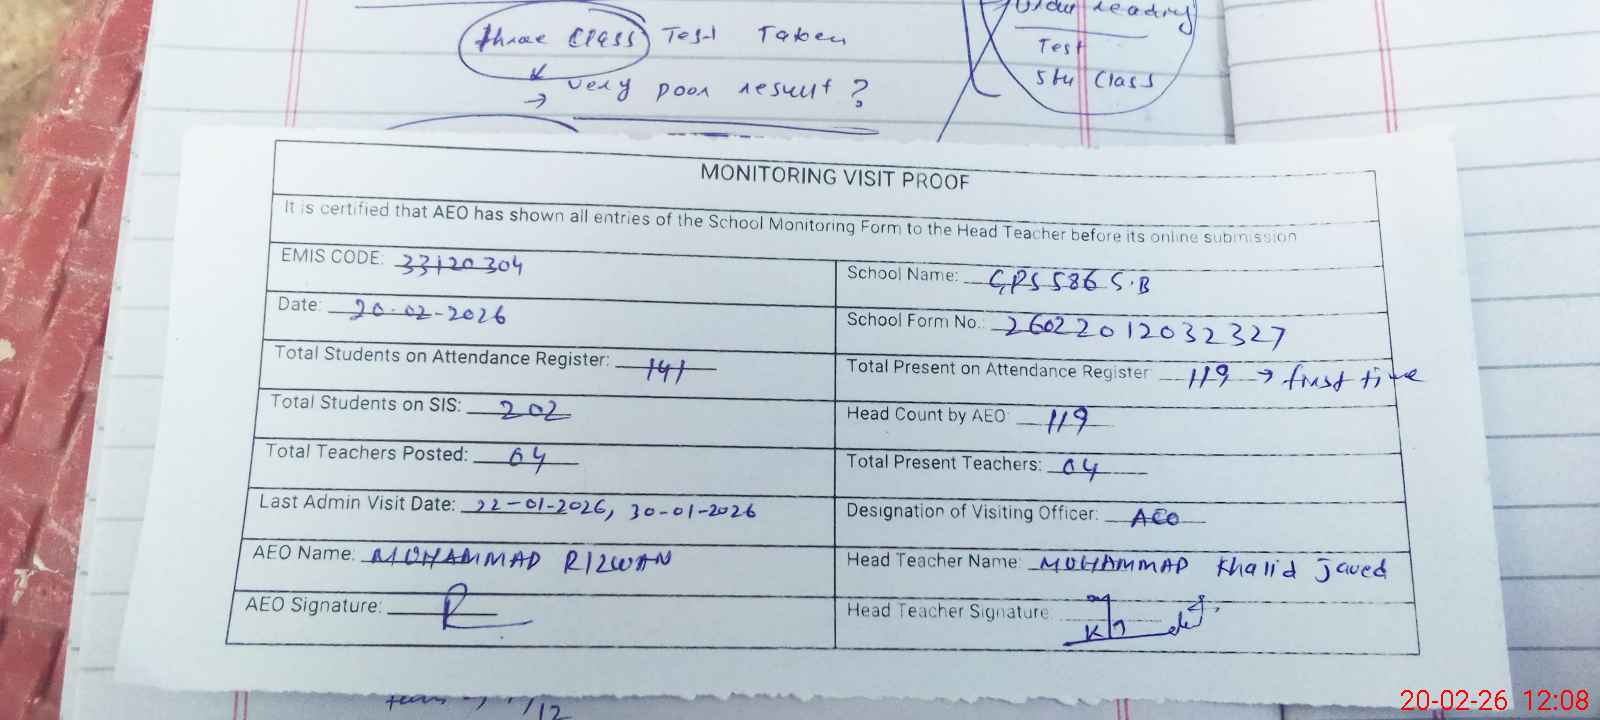 three class Test Taken
→ very poor result ?
Urdu reading
Test
5th class
MONITORING VISIT PROOF
It is certified that AEO has shown all entries of the School Monitoring Form to the Head Teacher before its online submission
EMIS CODE: 33120304
School Name: GPS 586 S.B
Date: 20-02-2026
School Form No.: 26022012032327
Total Students on Attendance Register: 141
Total Present on Attendance Register 119 → first time
Total Students on SIS: 202
Head Count by AEO: 119
Total Teachers Posted: 04
Total Present Teachers: 04
Last Admin Visit Date: 22-01-2026, 30-01-2026
Designation of Visiting Officer: AEO
AEO Name: MUHAMMAD RIZWAN
Head Teacher Name: MUHAMMAD Khalid javed
AEO Signature: R
Head Teacher Signature:
20-02-26 12:08